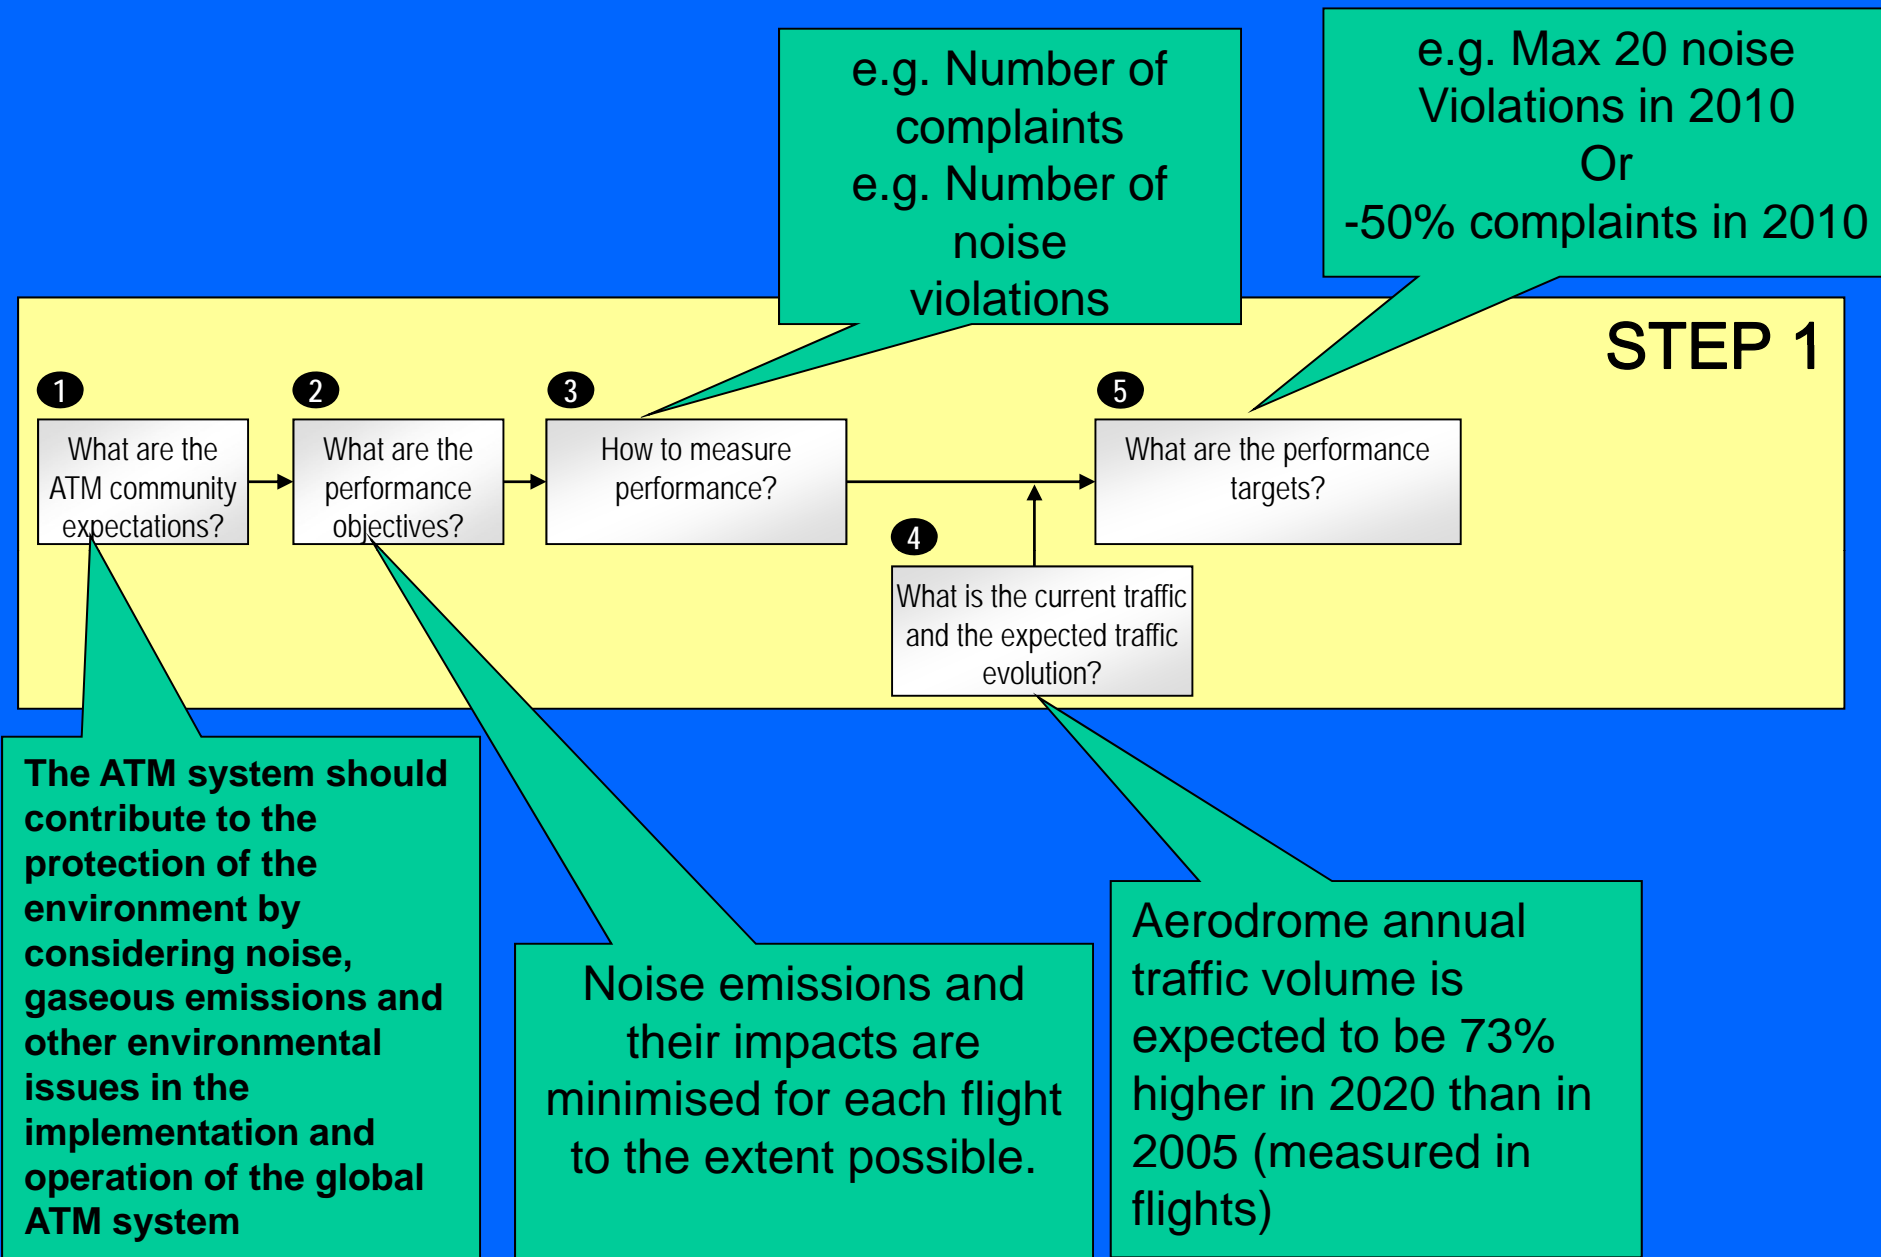 e.g. Number of
complaints
e.g. Number of
noise
violations
e.g. Max 20 noise
Violations in 2010
Or
-50% complaints in 2010
STEP 1
1
What are the
ATM community
expectations?
2
What are the
performance
objectives?
3
How to measure
performance?
5
What are the performance
targets?
4
What is the current traffic
and the expected traffic
evolution?
The ATM system should
contribute to the
protection of the
environment by
considering noise,
gaseous emissions and
other environmental
issues in the
implementation and
operation of the global
ATM system
Noise emissions and
their impacts are
minimised for each flight
to the extent possible.
Aerodrome annual
traffic volume is
expected to be 73%
higher in 2020 than in
2005 (measured in
flights)